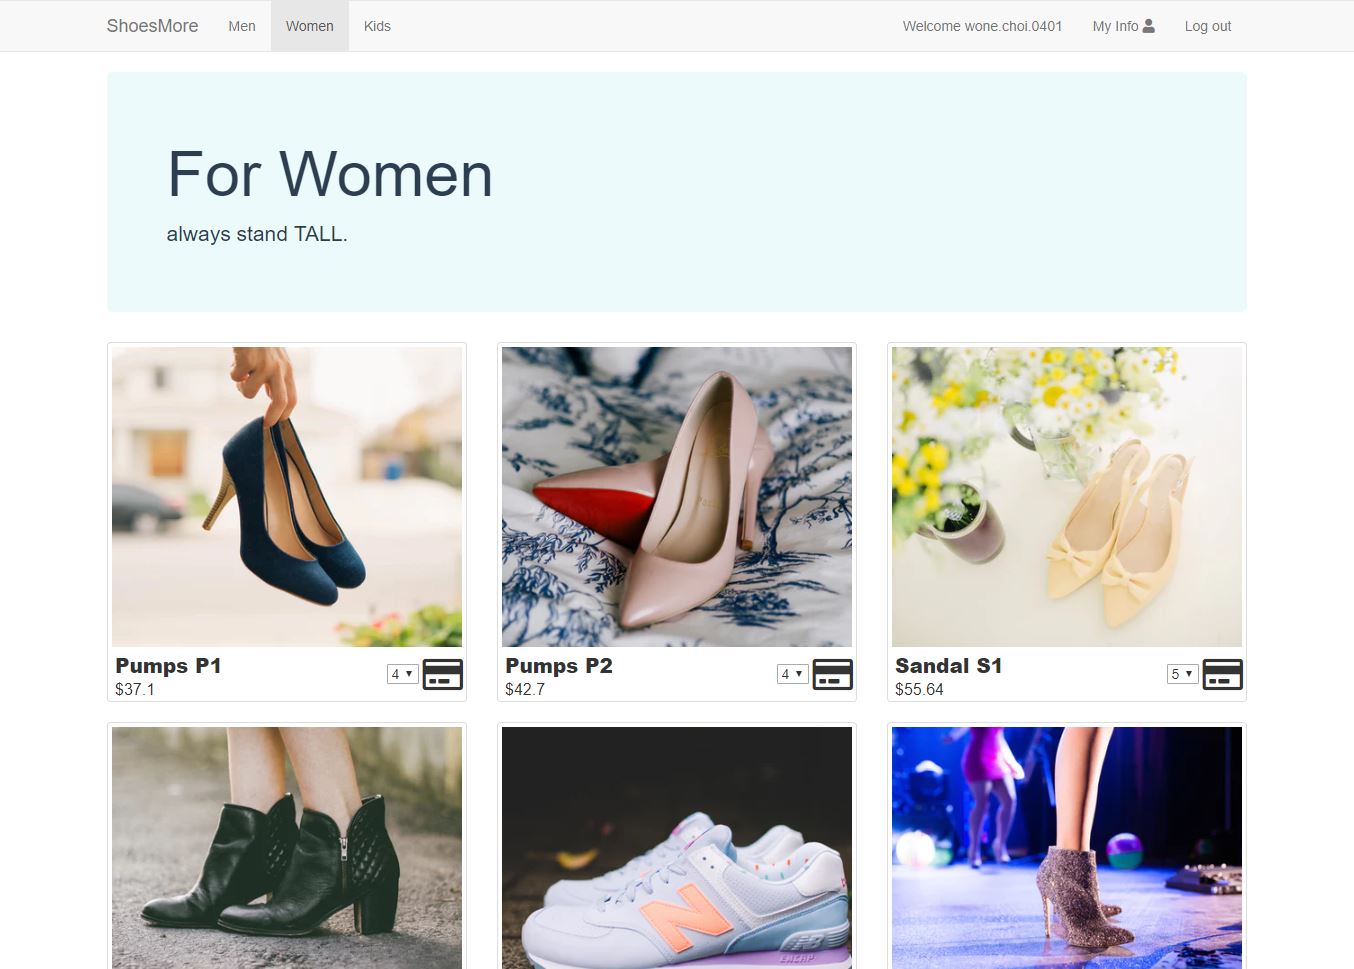 ShoesMore Men Women Kids Welcome wone.choi.0401 My Info Log out
For Women
always stand TALL.
Pumps P1 4
$37.1
Pumps P2 4
$42.7
Sandal S1 5
$55.64
N
ENCAP